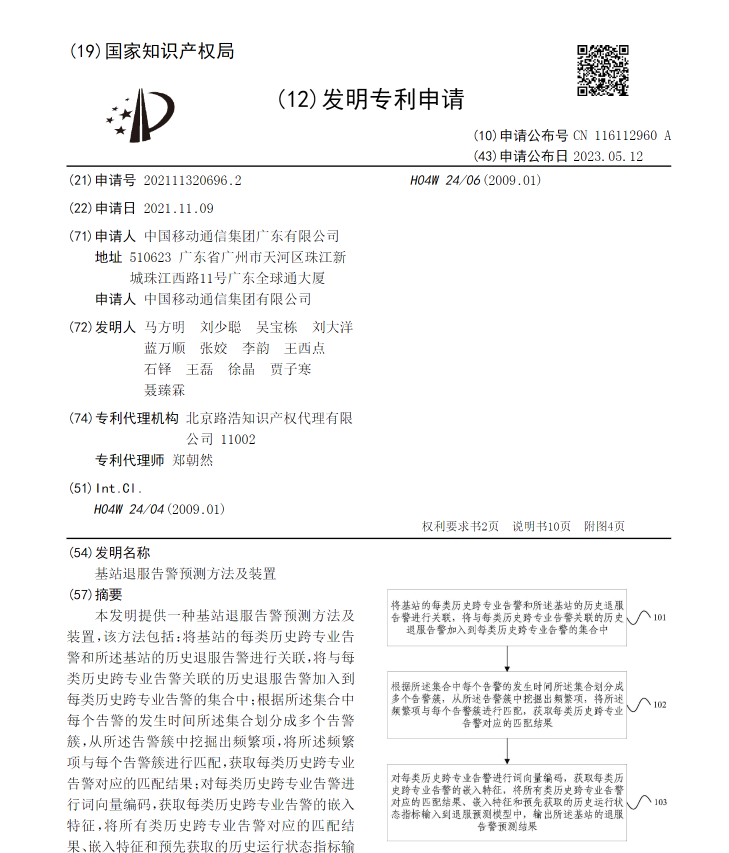 (19)国家知识产权局
(12)发明专利申请
(10)申请公布号 CN 116112960 A
(43)申请公布日 2023.05.12
(21)申请号 202111320696.2
(22)申请日 2021.11.09
(71)申请人 中国移动通信集团广东有限公司
地址 510623 广东省广州市天河区珠江新
城珠江西路11号广东全球通大厦
申请人 中国移动通信集团有限公司
(72)发明人 马方明 刘少聪 吴宝栋 刘大洋
蓝万顺 张姣 李韵 王西点
石铎 王磊 徐晶 贾子寒
聂臻霖
(74)专利代理机构 北京路浩知识产权代理有限
公司 11002
专利代理师 郑朝然
(51)Int.Cl.
H04W 24/04(2009.01)
H04W 24/06(2009.01)
权利要求书2页 说明书10页 附图4页
(54)发明名称
基站退服告警预测方法及装置
(57)摘要
本发明提供一种基站退服告警预测方法及
装置,该方法包括:将基站的每类历史跨专业告
警和所述基站的历史退服告警进行关联,将与每
类历史跨专业告警关联的历史退服告警加入到
每类历史跨专业告警的集合中;根据所述集合中
每个告警的发生时间所述集合划分成多个告警
簇,从所述告警簇中挖掘出频繁项,将所述频繁
项与每个告警簇进行匹配,获取每类历史跨专业
告警对应的匹配结果;对每类历史跨专业告警进
行词向量编码,获取每类历史跨专业告警的嵌入
特征,将所有类历史跨专业告警对应的匹配结
果、嵌入特征和预先获取的历史运行状态指标输
将基站的每类历史跨专业告警和所述基站的历史退服
告警进行关联,将与每类历史跨专业告警关联的历史
退服告警加入到每类历史跨专业告警的集合中
101
根据所述集合中每个告警的发生时间所述集合划分成
多个告警簇,从所述告警簇中挖掘出频繁项,将所述
频繁项与每个告警簇进行匹配,获取每类历史跨专业
告警对应的匹配结果
102
对每类历史跨专业告警进行词向量编码,获取每类历
史跨专业告警的嵌入特征,将所有类历史跨专业告警
对应的匹配结果、嵌入特征和预先获取的历史运行状
态指标输入到退服预测模型中,输出所述基站的退服
告警预测结果
103